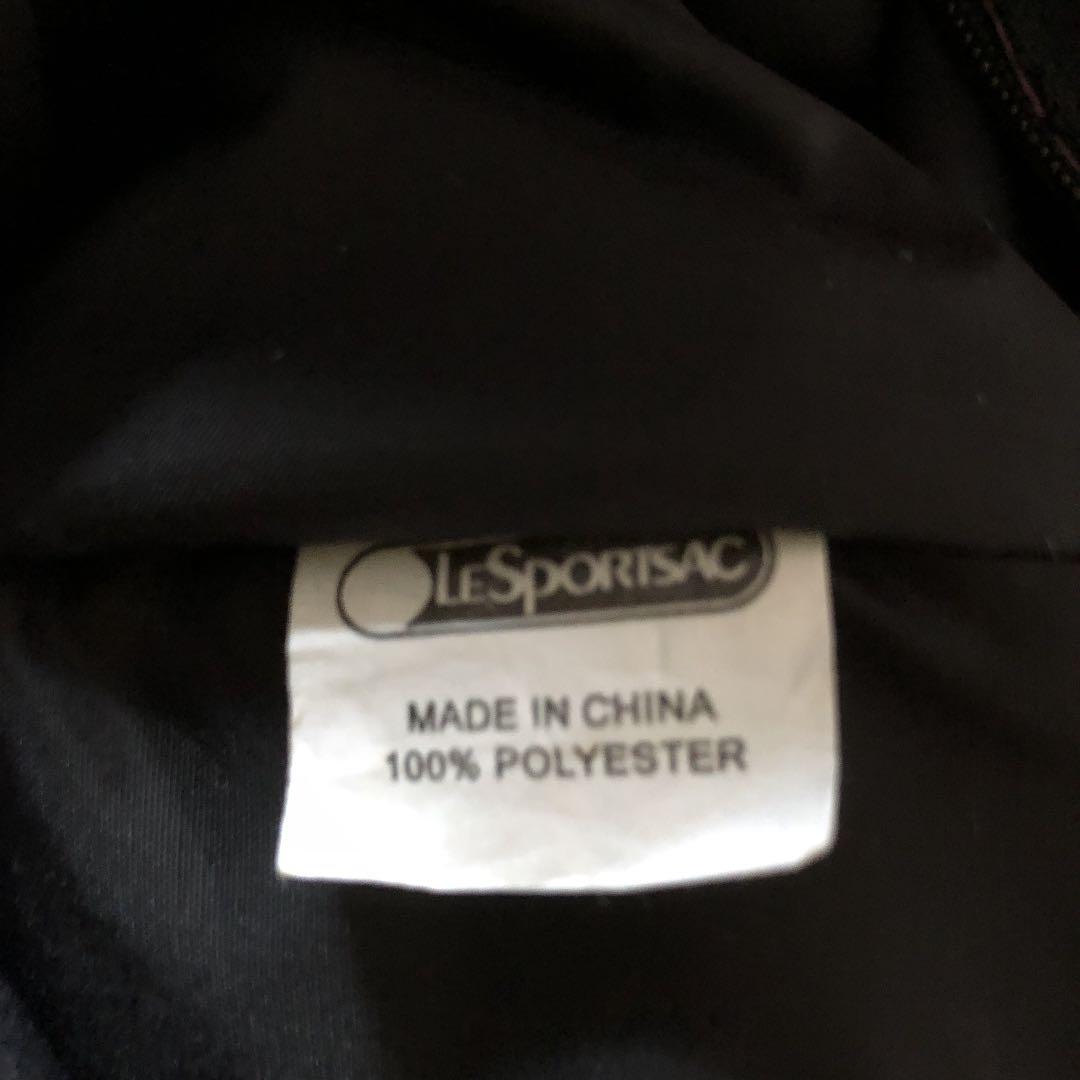 LeSportsac
MADE IN CHINA
100% POLYESTER